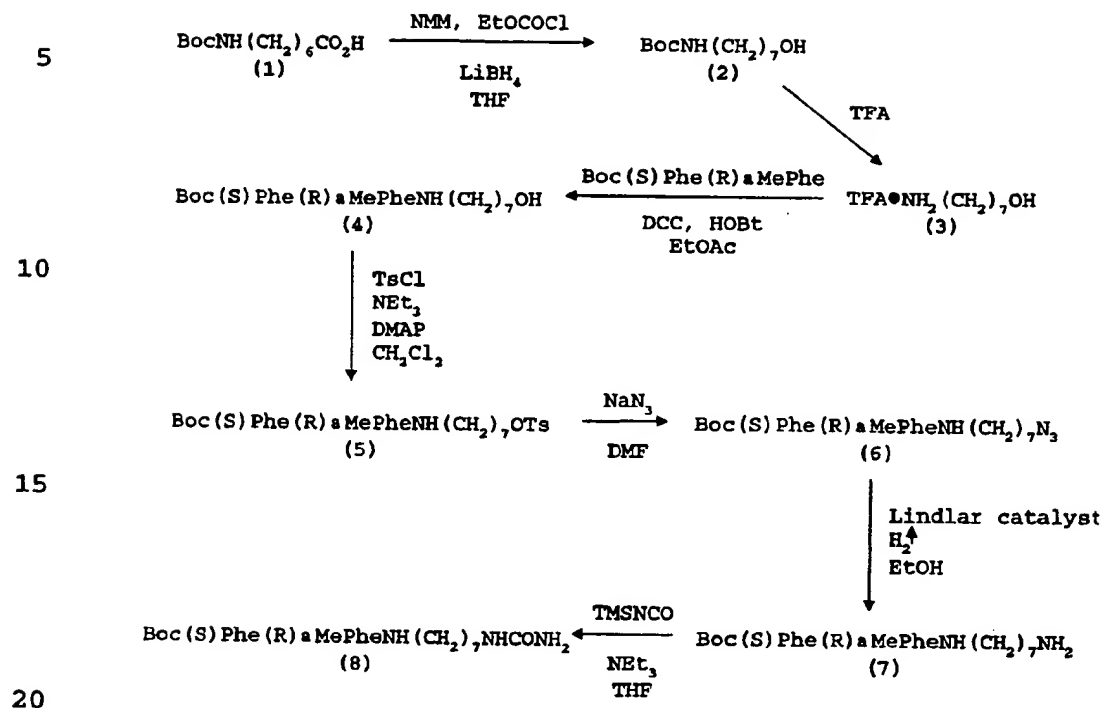 NMM, EtOCOCl
5
BocNH(CH₂)₆CO₂H
BocNH(CH₂)₇OH
(1)
(2)
LiBH₄
THF
TFA
Boc(S)Phe(R)aMePhe
Boc(S)Phe(R)aMePheNH(CH₂)₇OH
TFA●NH₂(CH₂)₇OH
(4)
DCC, HOBt
(3)
EtOAc
10
TsCl
NEt₃
DMAP
CH₂Cl₂
NaN₃
Boc(S)Phe(R)aMePheNH(CH₂)₇OTs
Boc(S)Phe(R)aMePheNH(CH₂)₇N₃
(5)
DMF
(6)
15
Lindlar catalyst
H₂
EtOH
TMSNCO
Boc(S)Phe(R)aMePheNH(CH₂)₇NHCONH₂
Boc(S)Phe(R)aMePheNH(CH₂)₇NH₂
(8)
NEt₃
(7)
THF
20